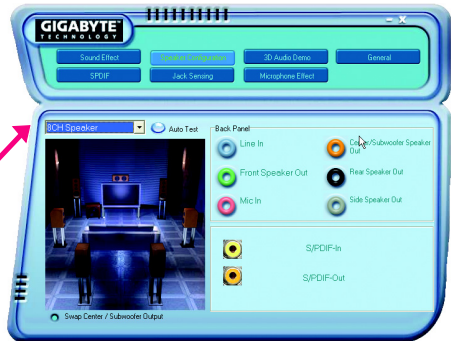 GIGABYTE™
TECHNOLOGY
Sound Effect
Speaker Configuration
3D Audio Demo
General
SPDIF
Jack Sensing
Microphone Effect
8CH Speaker
Auto Test
Back Panel
Line In
Center/Subwoofer Speaker
Out
Front Speaker Out
Rear Speaker Out
Mic In
Side Speaker Out
S/PDIF-In
S/PDIF-Out
Swap Center / Subwoofer Output